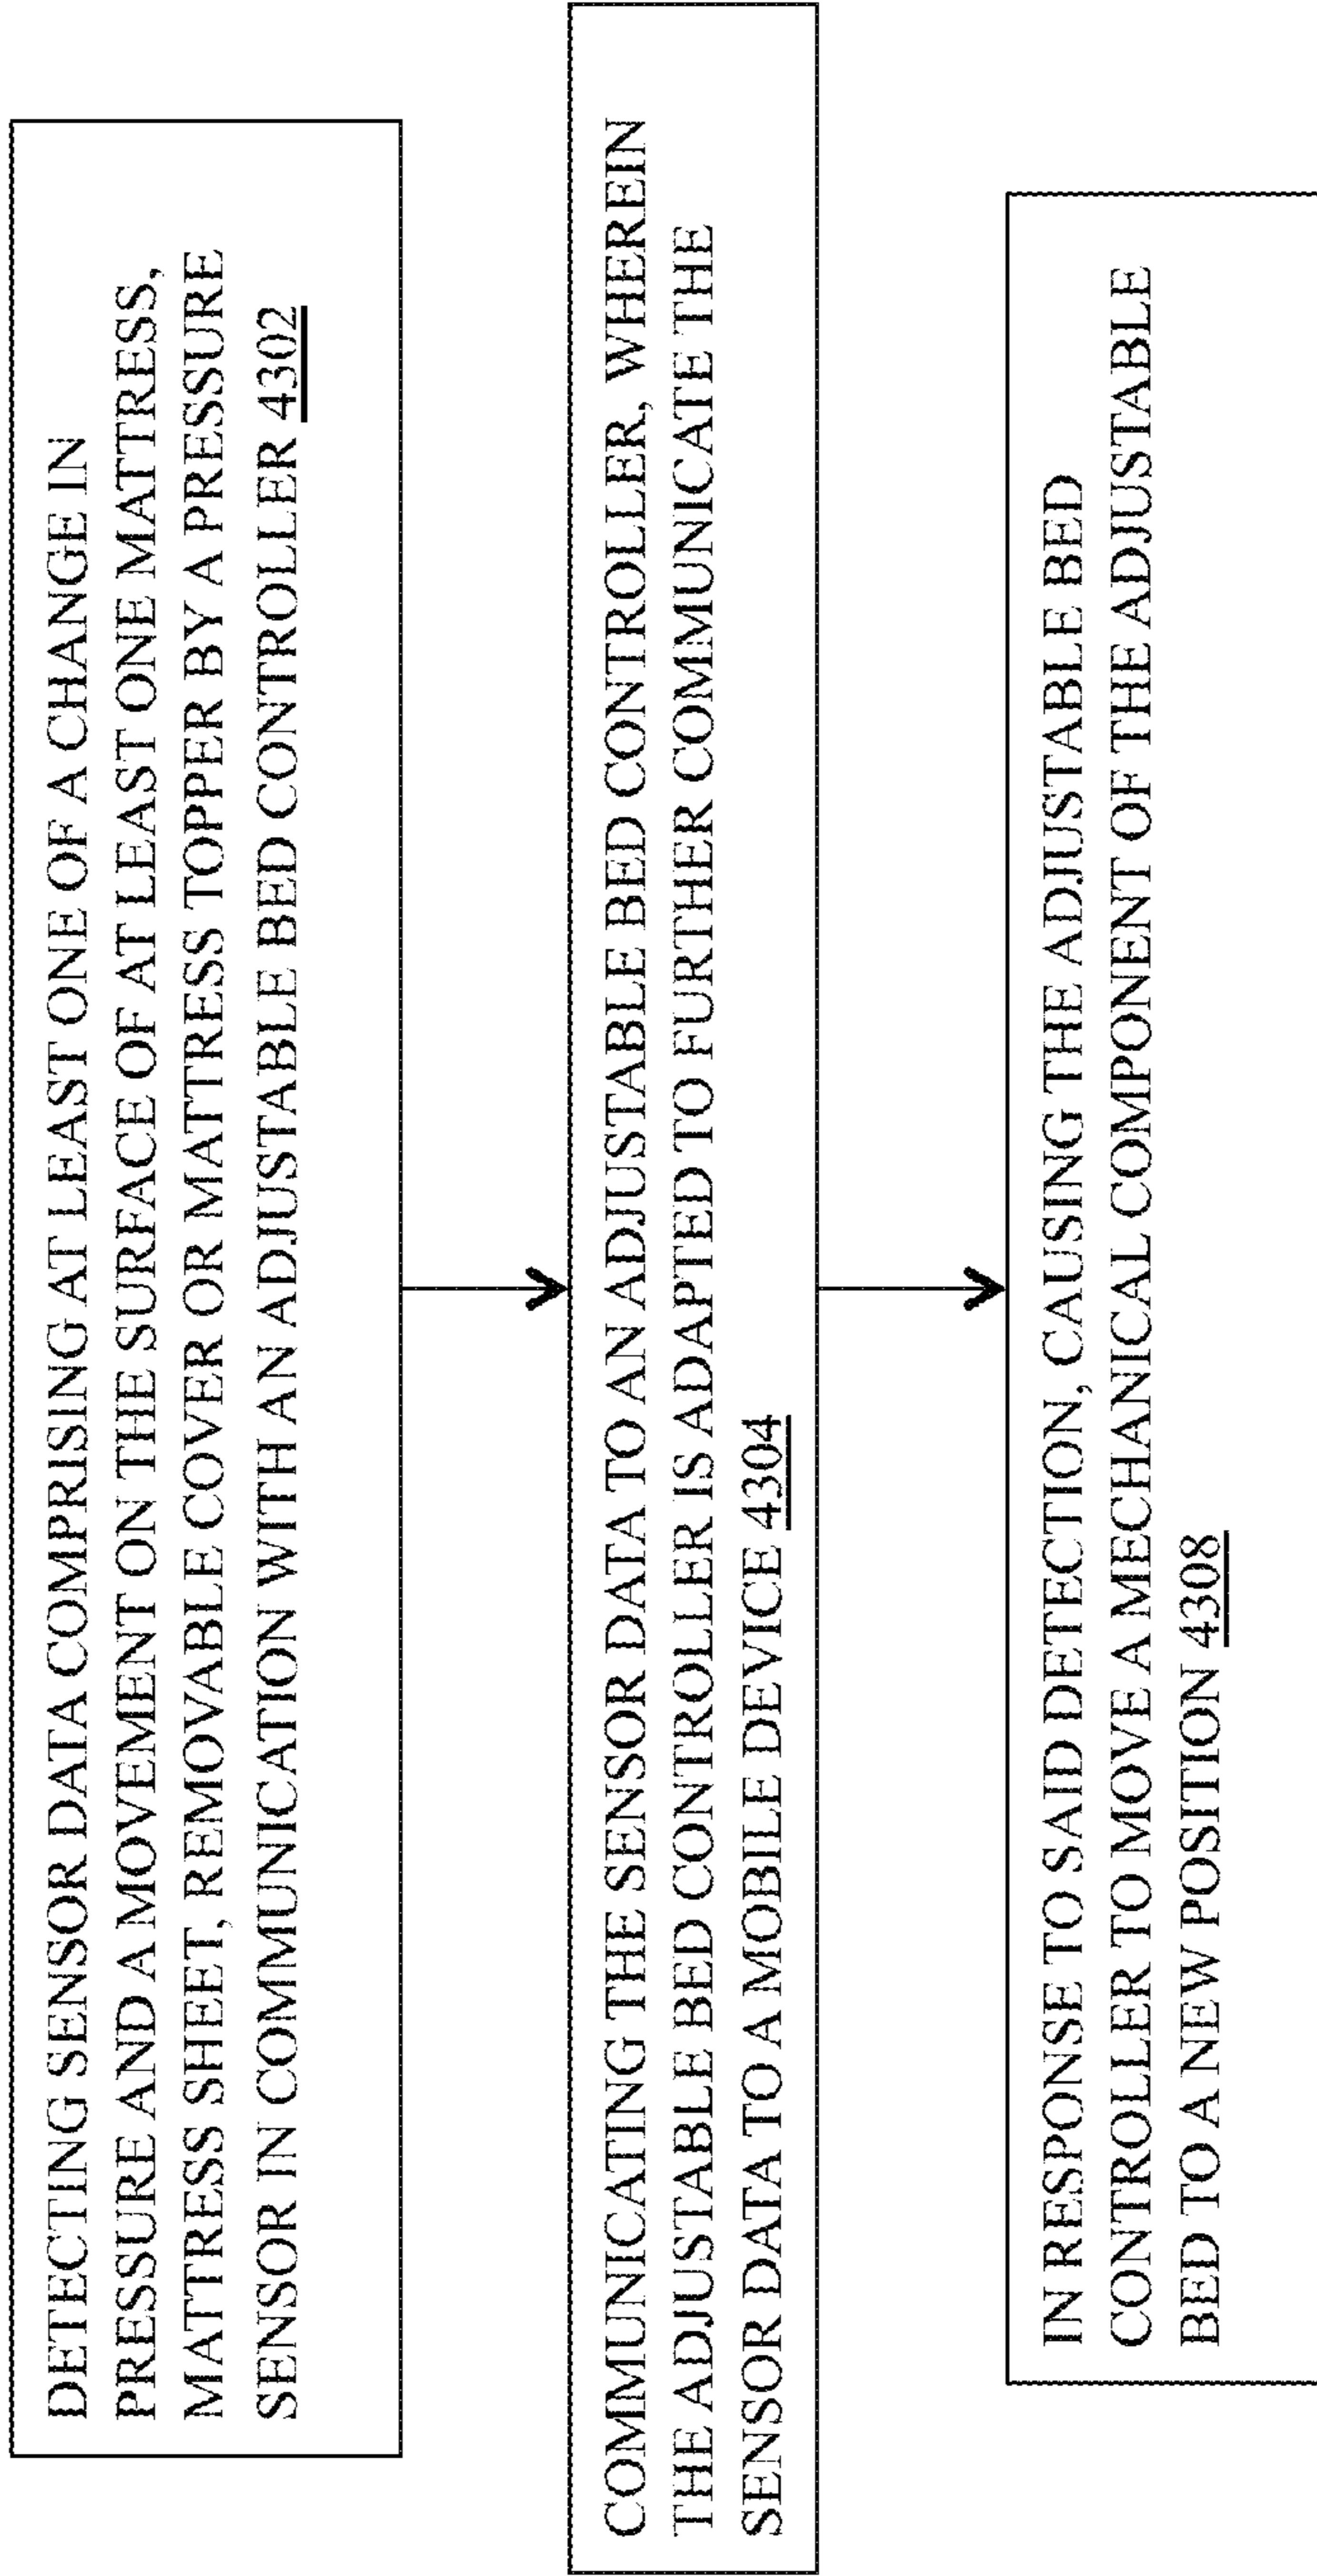 DETECTING SENSOR DATA COMPRISING AT LEAST ONE OF A CHANGE IN
PRESSURE AND A MOVEMENT ON THE SURFACE OF AT LEAST ONE MATTRESS,
MATTRESS SHEET, REMOVABLE COVER OR MATTRESS TOPPER BY A PRESSURE
SENSOR IN COMMUNICATION WITH AN ADJUSTABLE BED CONTROLLER 4302
COMMUNICATING THE SENSOR DATA TO AN ADJUSTABLE BED CONTROLLER, WHEREIN
THE ADJUSTABLE BED CONTROLLER IS ADAPTED TO FURTHER COMMUNICATE THE
SENSOR DATA TO A MOBILE DEVICE 4304
IN RESPONSE TO SAID DETECTION, CAUSING THE ADJUSTABLE BED
CONTROLLER TO MOVE A MECHANICAL COMPONENT OF THE ADJUSTABLE
BED TO A NEW POSITION 4308